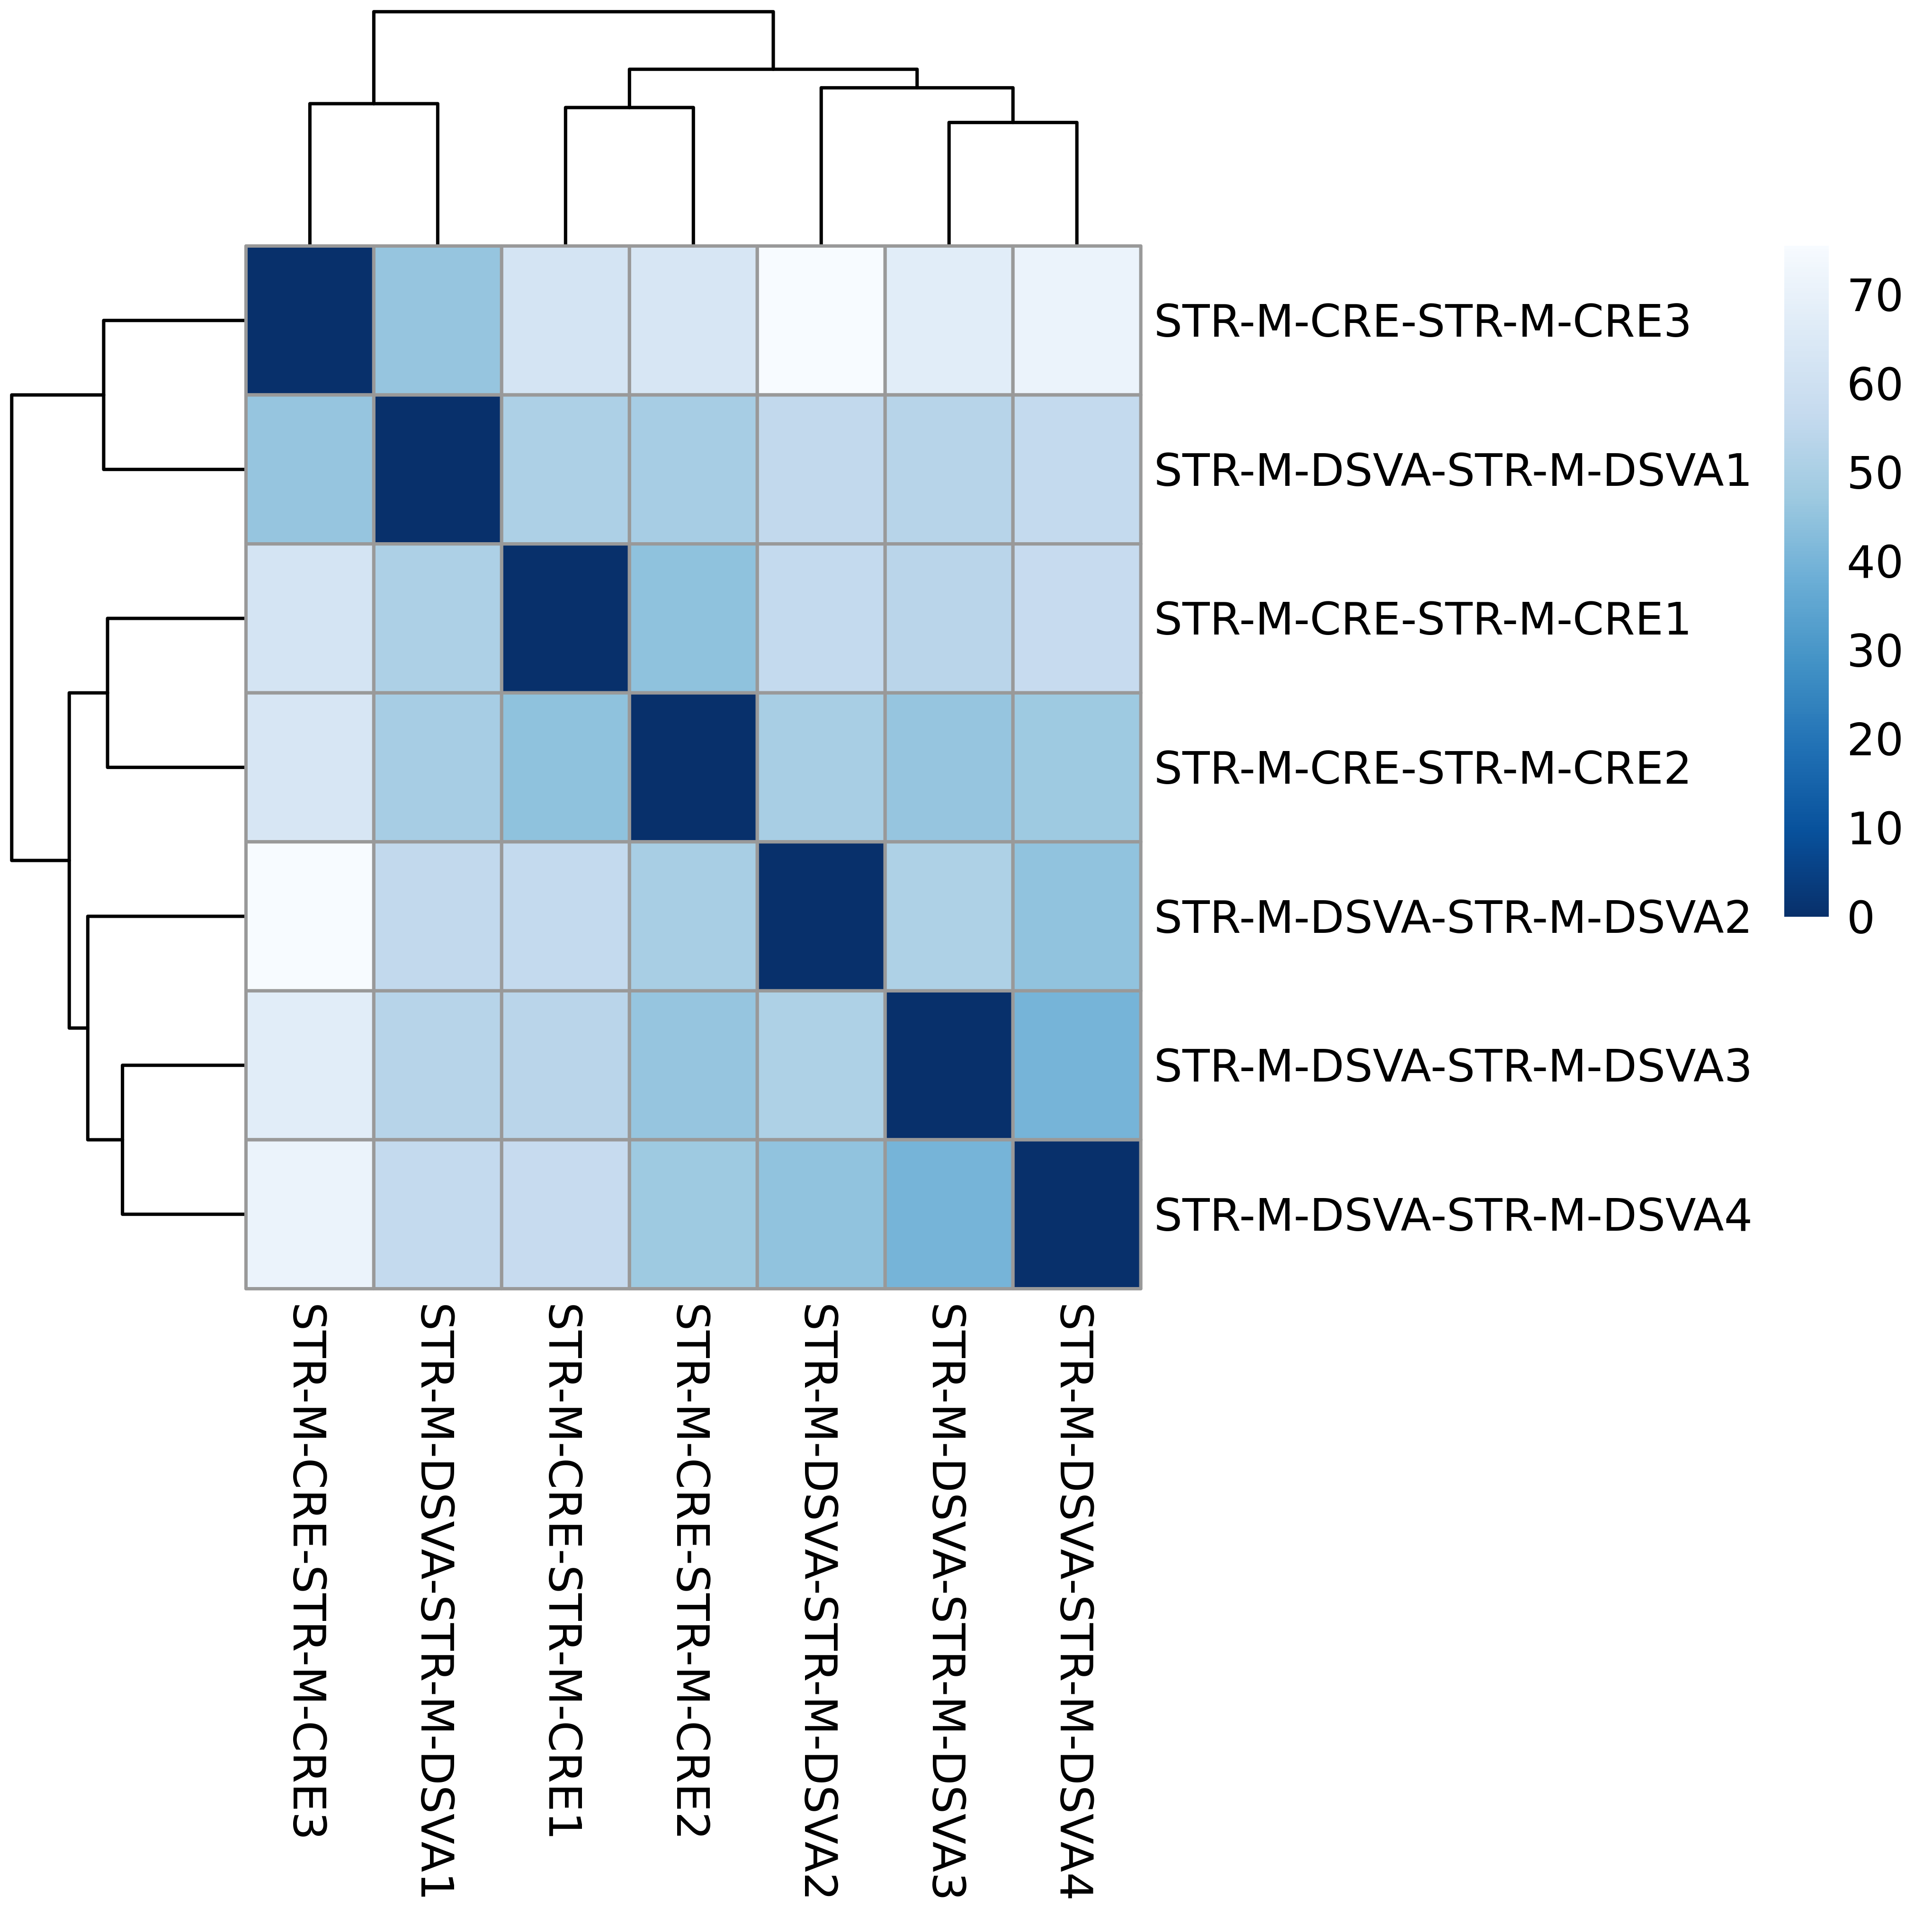 STR-M-CRE-STR-M-CRE3
STR-M-DSVA-STR-M-DSVA1
STR-M-CRE-STR-M-CRE1
STR-M-CRE-STR-M-CRE2
STR-M-DSVA-STR-M-DSVA2
STR-M-DSVA-STR-M-DSVA3
STR-M-DSVA-STR-M-DSVA4
70
60
50
40
30
20
10
0
STR-M-CRE-STR-M-CRE3
STR-M-DSVA-STR-M-DSVA1
STR-M-CRE-STR-M-CRE1
STR-M-CRE-STR-M-CRE2
STR-M-DSVA-STR-M-DSVA2
STR-M-DSVA-STR-M-DSVA3
STR-M-DSVA-STR-M-DSVA4